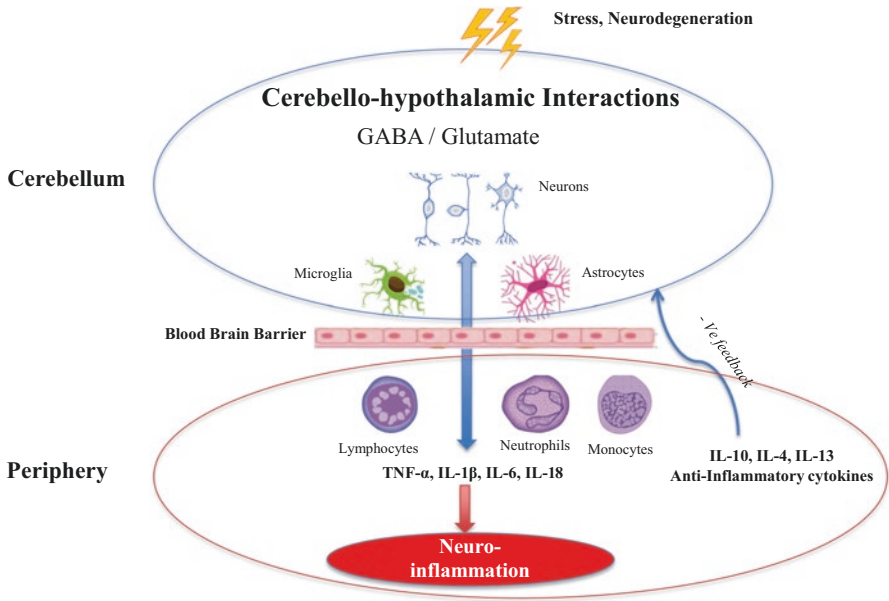 Stress, Neurodegeneration
Cerebello-hypothalamic Interactions
GABA / Glutamate
Cerebellum
Neurons
Microglia
Astrocytes
Blood Brain Barrier
- Ve feedback
Lymphocytes
Neutrophils
Monocytes
Periphery
TNF-α, IL-1β, IL-6, IL-18
IL-10, IL-4, IL-13
Anti-Inflammatory cytokines
Neuro-
inflammation